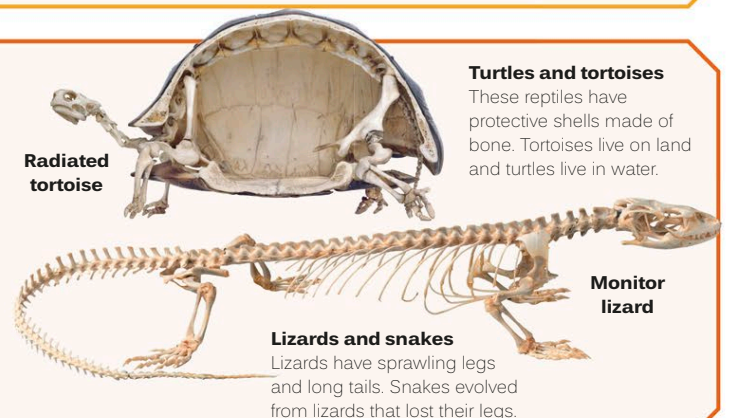 Turtles and tortoises
These reptiles have
protective shells made of
bone. Tortoises live on land
and turtles live in water.
Radiated
tortoise
Monitor
lizard
Lizards and snakes
Lizards have sprawling legs
and long tails. Snakes evolved
from lizards that lost their legs.